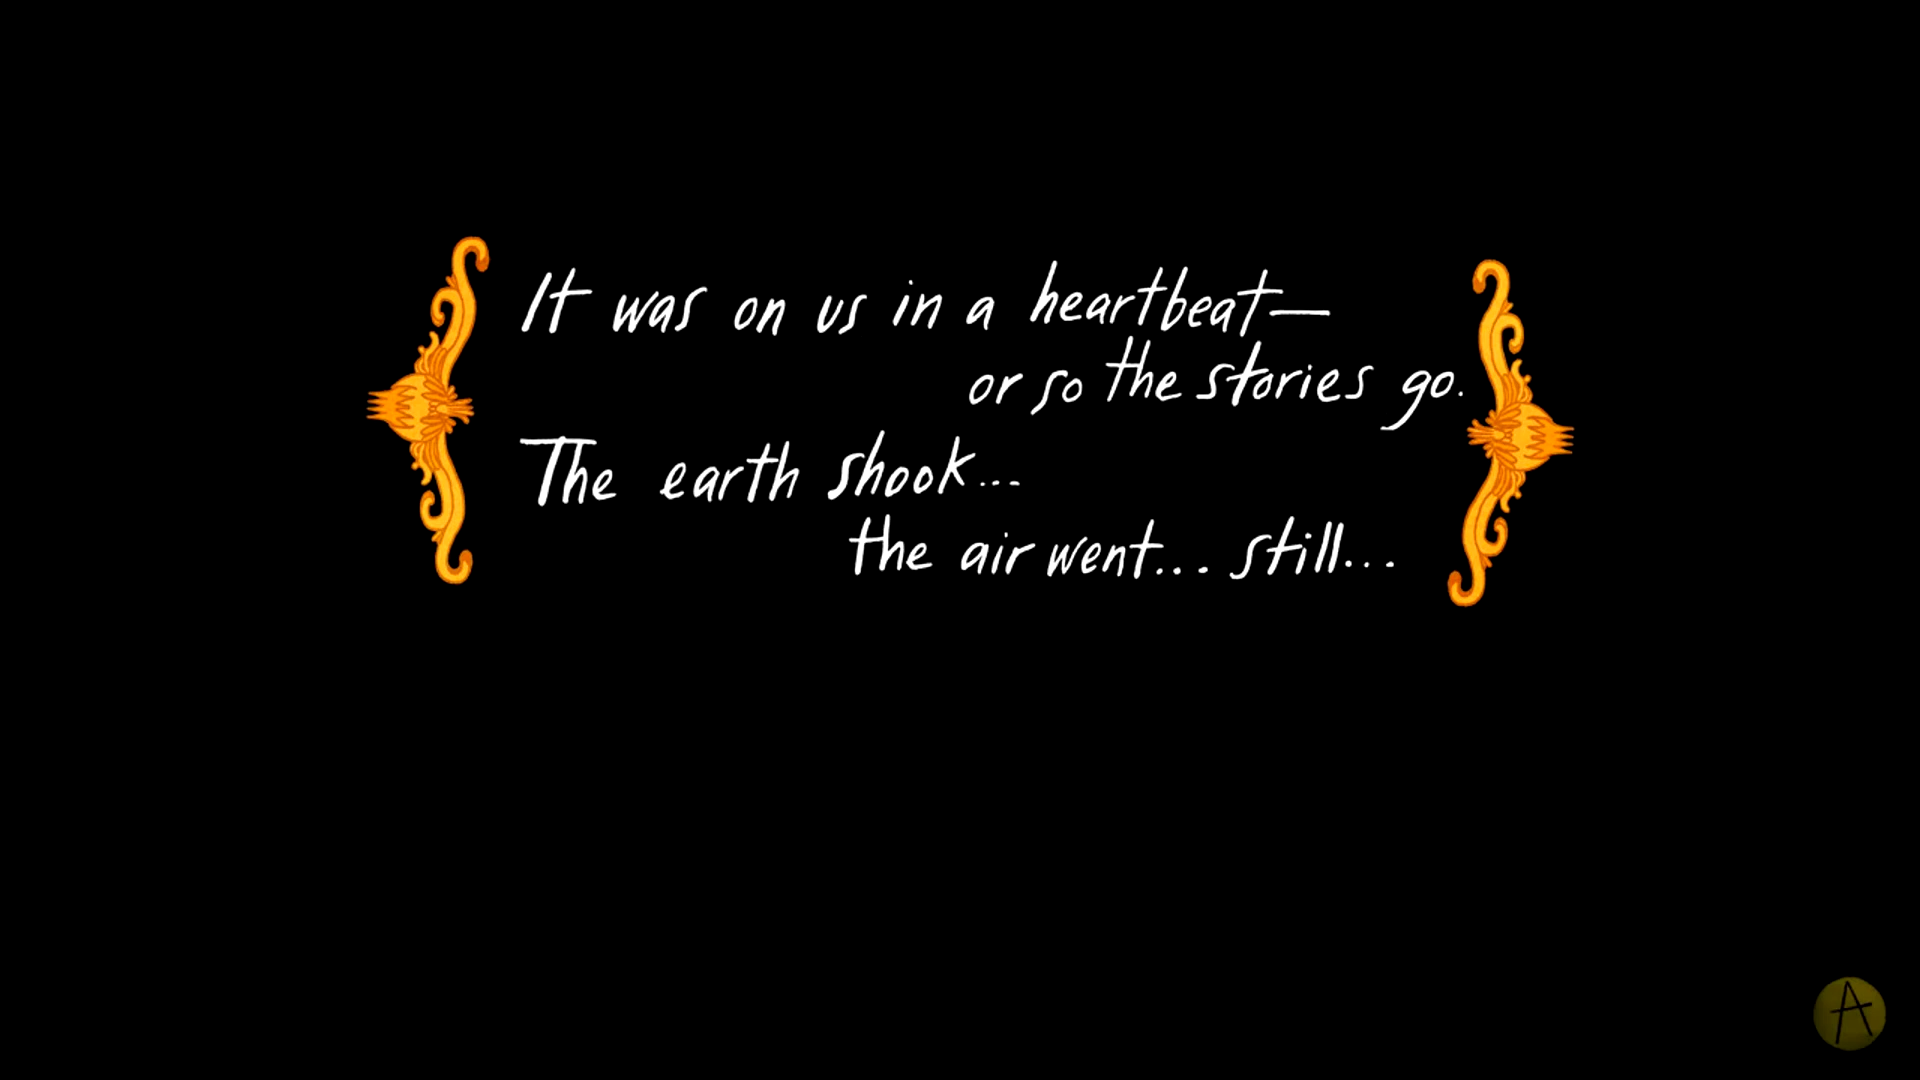 It was on us in a heartbeat—
or so the stories go.
The earth shook...
the air went... still...
A